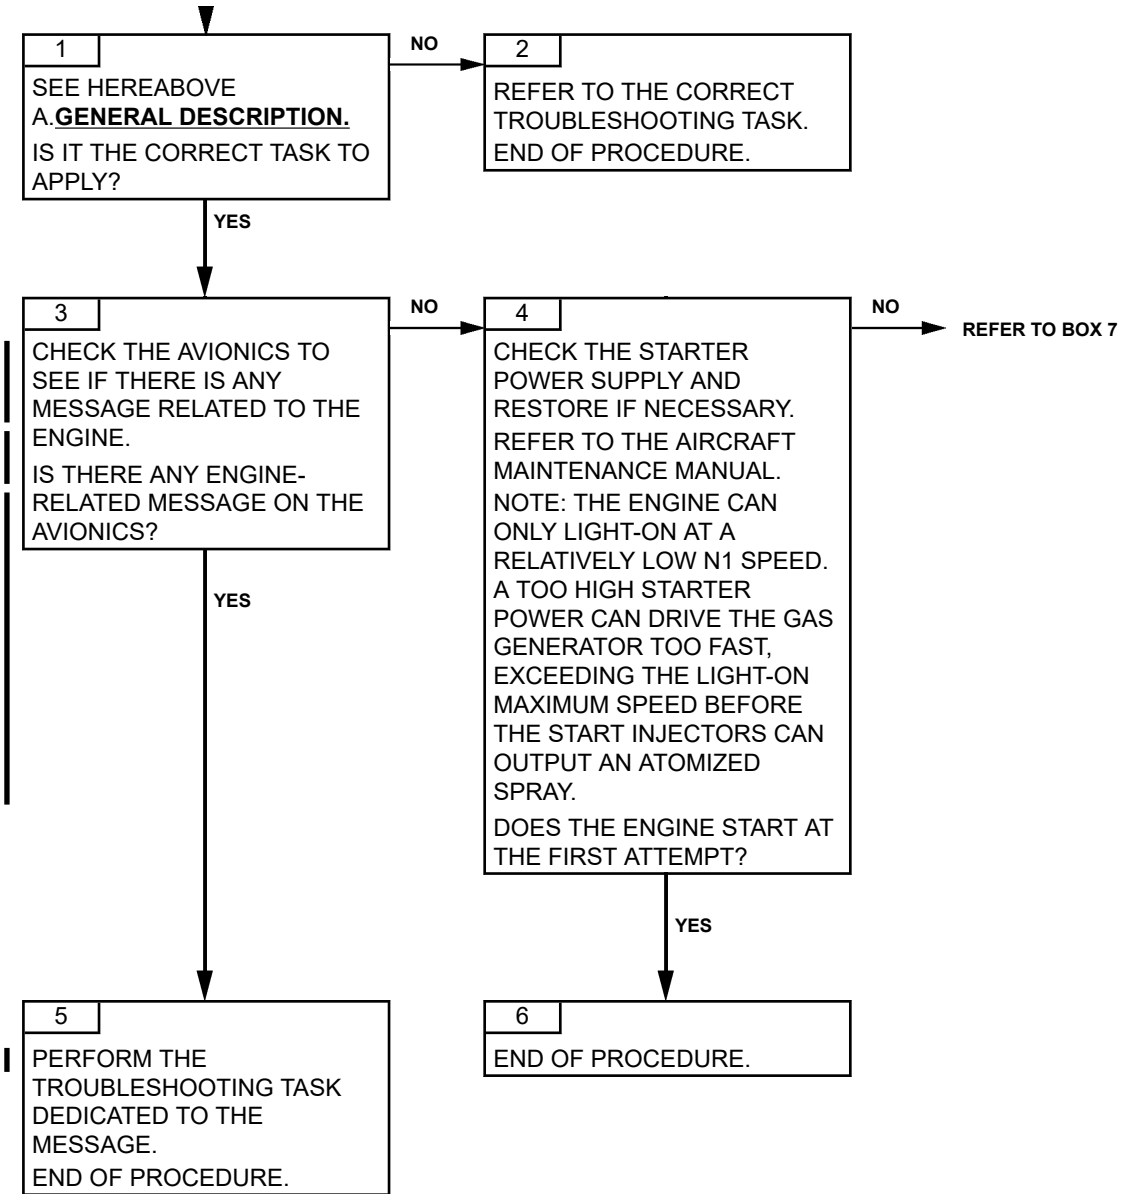 1
NO
2
SEE HEREABOVE
A.GENERAL DESCRIPTION.
IS IT THE CORRECT TASK TO
APPLY?
REFER TO THE CORRECT
TROUBLESHOOTING TASK.
END OF PROCEDURE.
YES
3
NO
4
NO
REFER TO BOX 7
CHECK THE AVIONICS TO
SEE IF THERE IS ANY
MESSAGE RELATED TO THE
ENGINE.
IS THERE ANY ENGINE-
RELATED MESSAGE ON THE
AVIONICS?
CHECK THE STARTER
POWER SUPPLY AND
RESTORE IF NECESSARY.
REFER TO THE AIRCRAFT
MAINTENANCE MANUAL.
NOTE: THE ENGINE CAN
ONLY LIGHT-ON AT A
RELATIVELY LOW N1 SPEED.
A TOO HIGH STARTER
POWER CAN DRIVE THE GAS
GENERATOR TOO FAST,
EXCEEDING THE LIGHT-ON
MAXIMUM SPEED BEFORE
THE START INJECTORS CAN
OUTPUT AN ATOMIZED
SPRAY.
DOES THE ENGINE START AT
THE FIRST ATTEMPT?
YES
YES
5
PERFORM THE
TROUBLESHOOTING TASK
DEDICATED TO THE
MESSAGE.
END OF PROCEDURE.
6
END OF PROCEDURE.